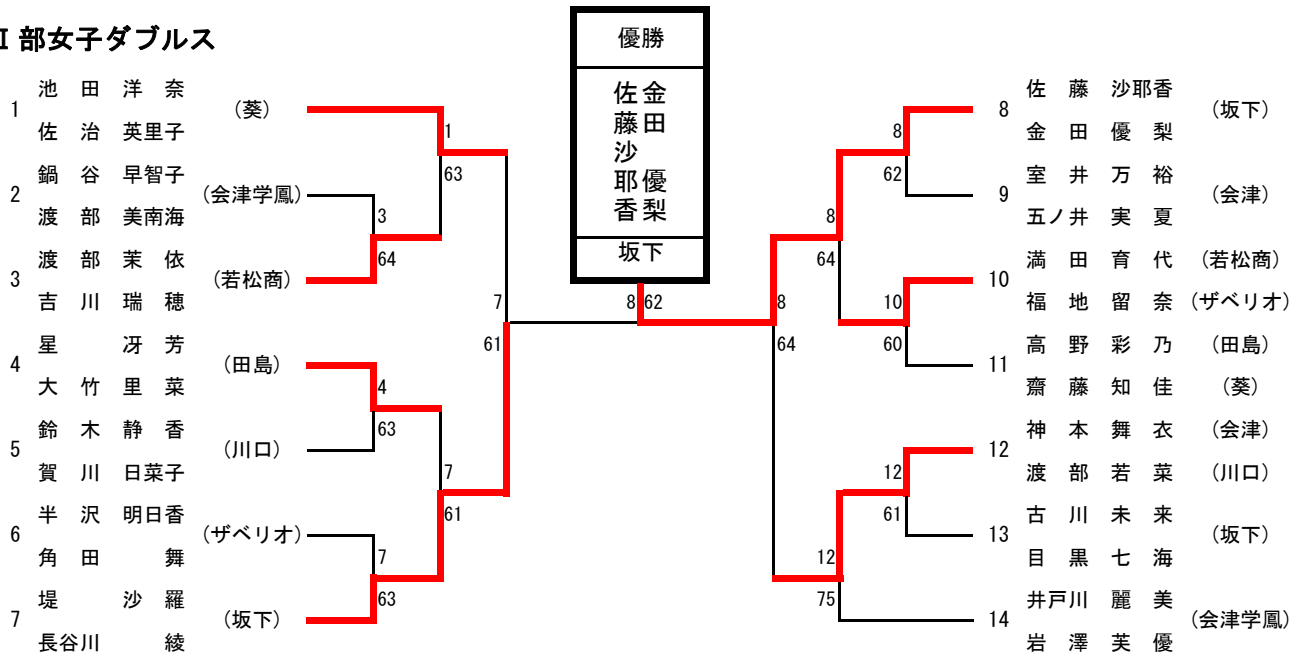 Ⅰ部女子ダブルス
優勝
金田優梨
佐藤沙耶香
坂下
1 池田洋奈 (葵)
佐治英里子
2 鍋谷早智子 (会津学鳳)
渡部美南海
3 渡部茉依 (若松商)
吉川瑞穂
4 星冴芳 (田島)
大竹里菜
5 鈴木静香 (川口)
賀川日菜子
6 半沢明日香 (ザベリオ)
角田舞
7 堤沙羅 (坂下)
長谷川綾
1
63
3
64
7
61
4
63
7
61
7
63
8 62
8
64
8
62
8
64
10
60
12
61
12
75
佐藤沙耶香
8 (坂下)
金田優梨
室井万裕
9 (会津)
五ノ井実夏
10 満田育代 (若松商)
福地留奈 (ザベリオ)
11 高野彩乃 (田島)
齋藤知佳 (葵)
12 神本舞衣 (会津)
渡部若菜 (川口)
13 古川未来 (坂下)
目黒七海
14 井戸川麗美 (会津学鳳)
岩澤芙優